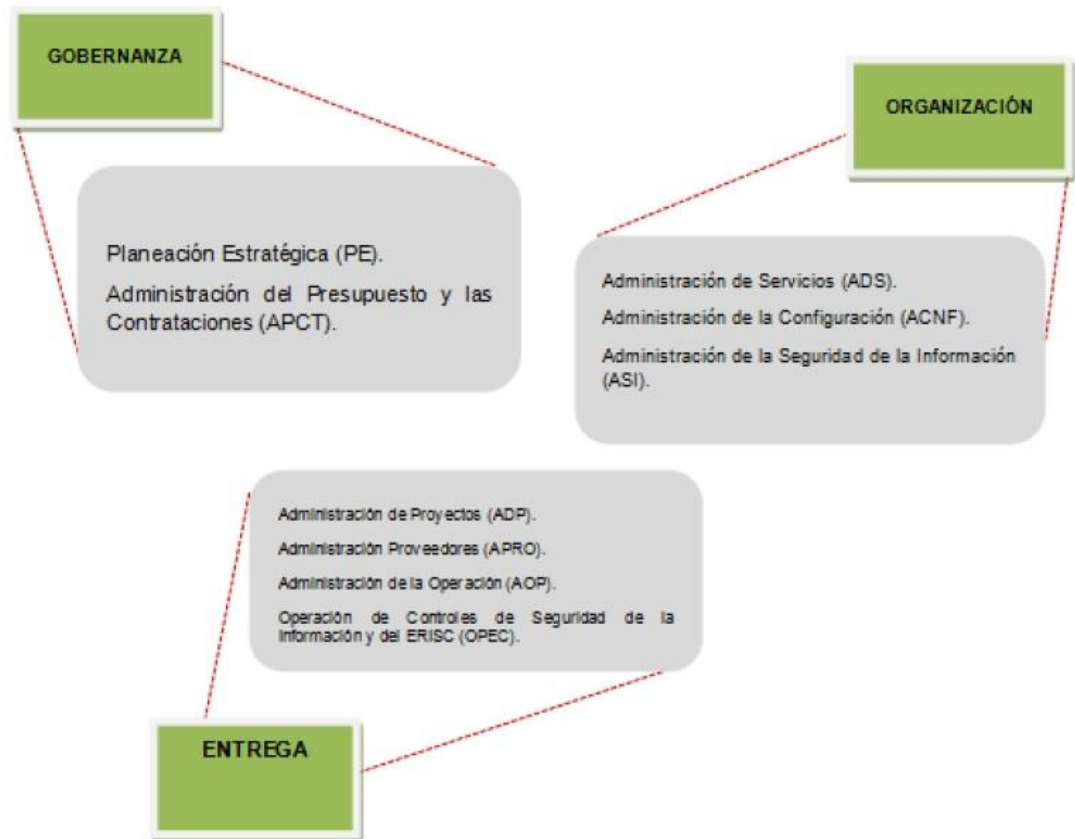 GOBERNANZA
Planeación Estratégica (PE).
Administración del Presupuesto y las
Contrataciones (APCT).
ORGANIZACIÓN
Administración de Servicios (ADS).
Administración de la Configuración (ACNF).
Administración de la Seguridad de la Información
(ASI).
Administración de Proyectos (ADP).
Administración Proveedores (APRO).
Administración de la Operación (AOP).
Operación de Controles de Seguridad de la
Información y del ERISC (OPEC).
ENTREGA